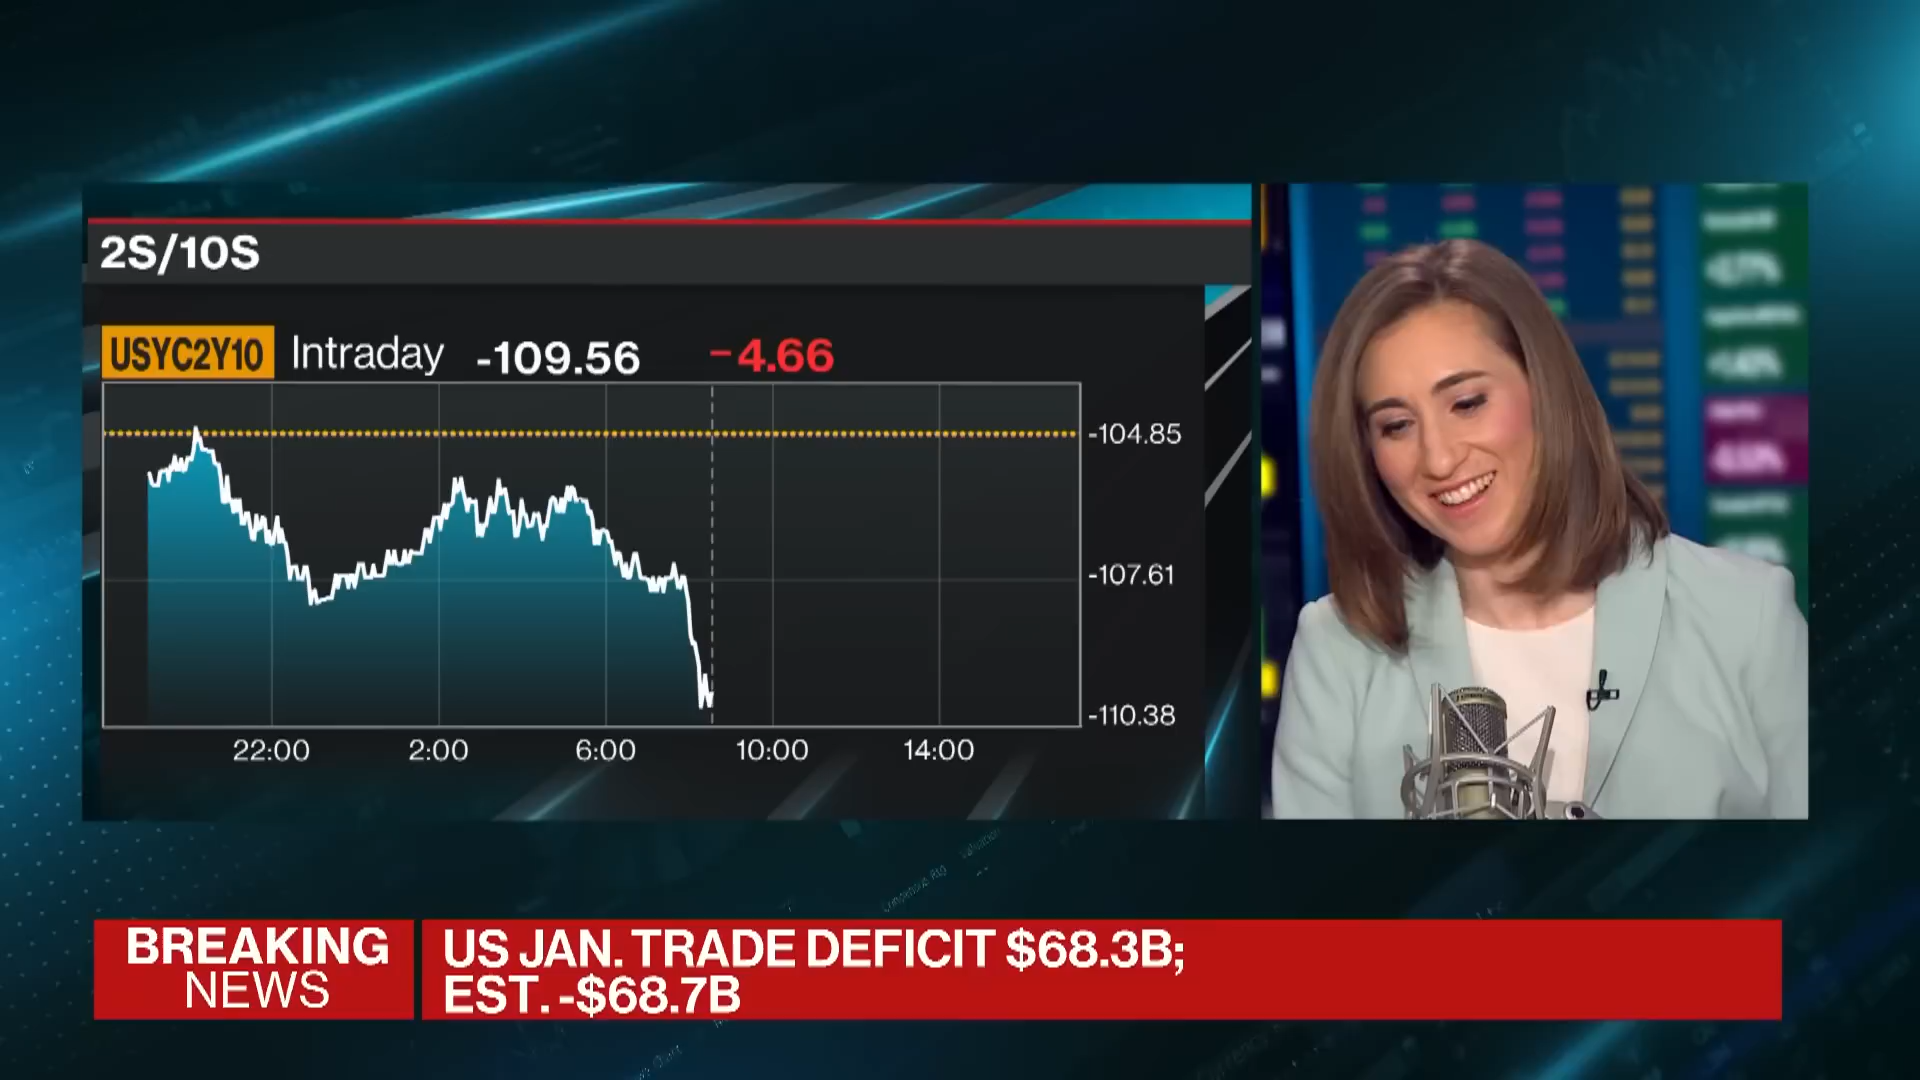 2S/10S
USYC2Y10 Intraday -109.56 -4.66
-104.85
-107.61
-110.38
22:00 2:00 6:00 10:00 14:00
BREAKING
NEWS
US JAN. TRADE DEFICIT $68.3B;
EST. -$68.7B